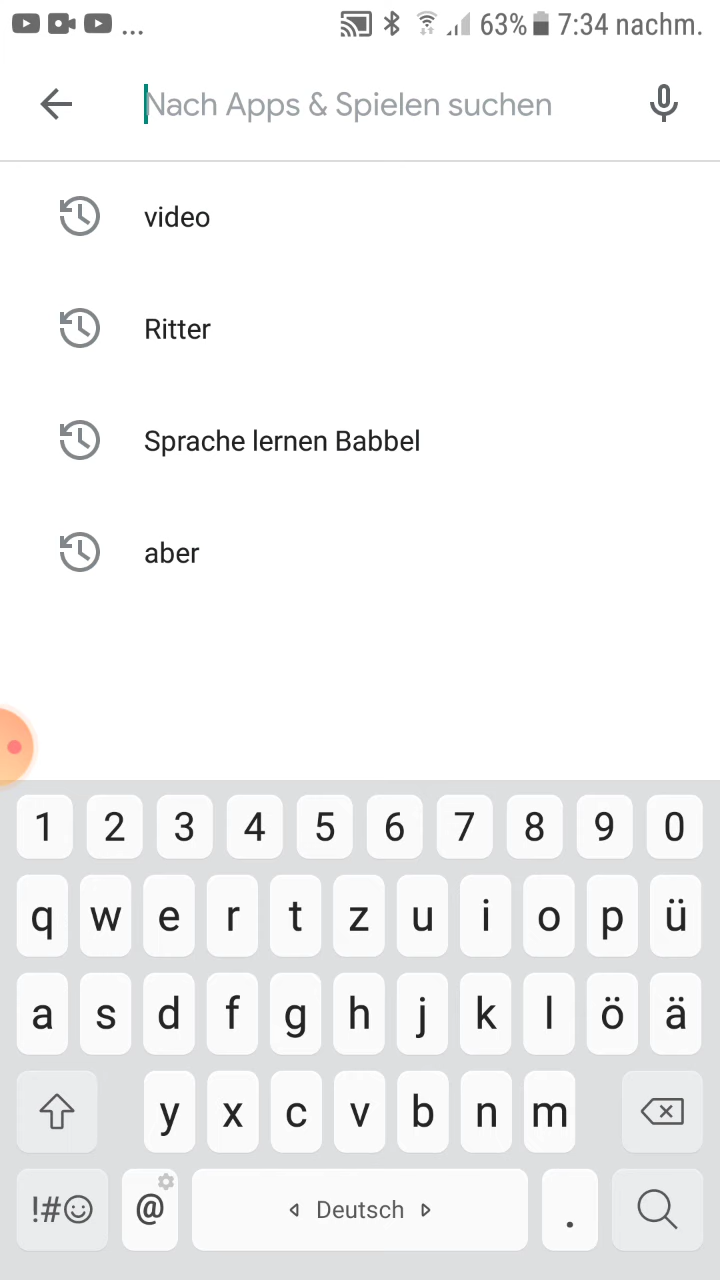 ... 63% 7:34 nachm.
Nach Apps & Spielen suchen
video
Ritter
Sprache lernen Babbel
aber
1 2 3 4 5 6 7 8 9 0
q w e r t z u i o p ü
a s d f g h j k l ö ä
y x c v b n m
!#☺ @ Deutsch .